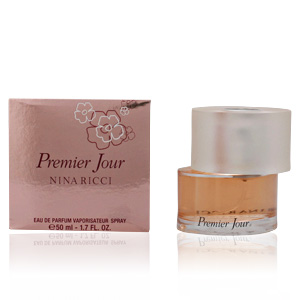 Premier Jour
NINA RICCI
EAU DE PARFUM VAPORISATEUR SPRAY
℮50 ml - 1.7 FL. OZ.
Premier Jour